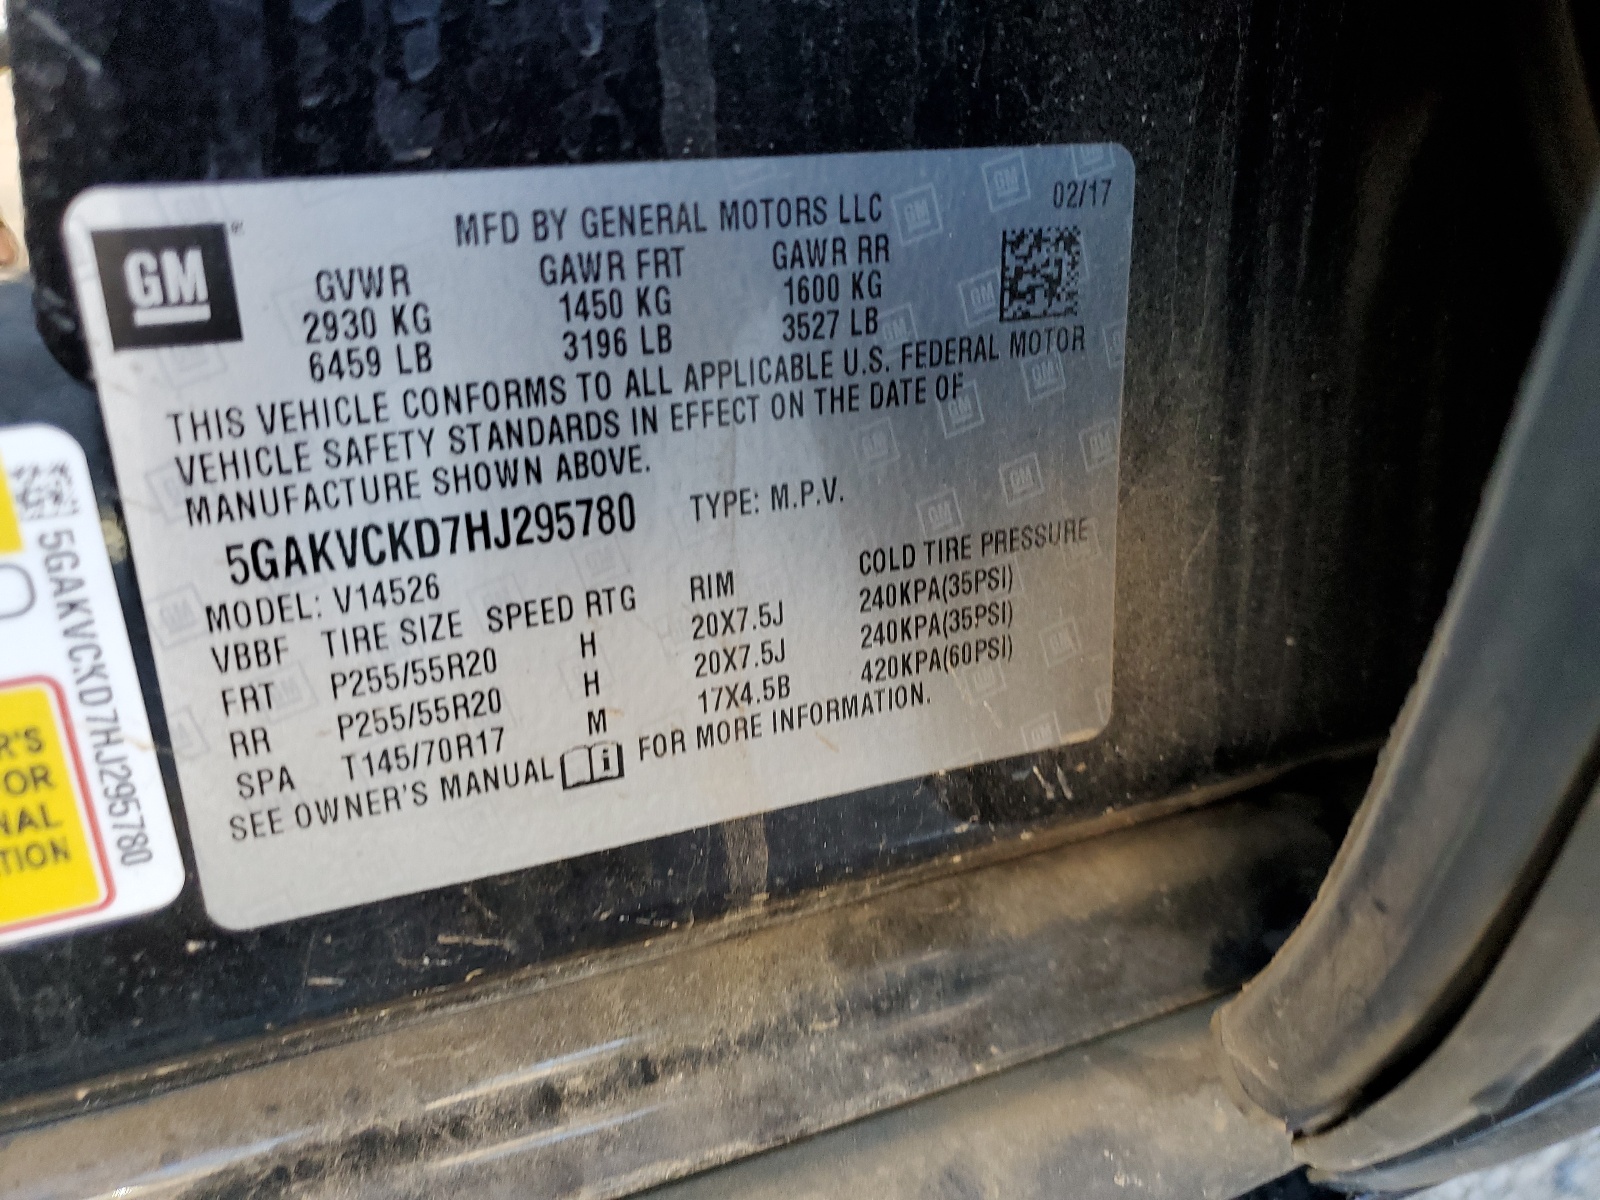 GM
MFD BY GENERAL MOTORS LLC
02/17
GVWR GAWR FRT GAWR RR
2930 KG 1450 KG 1600 KG
6459 LB 3196 LB 3527 LB
THIS VEHICLE CONFORMS TO ALL APPLICABLE U.S. FEDERAL MOTOR
VEHICLE SAFETY STANDARDS IN EFFECT ON THE DATE OF
MANUFACTURE SHOWN ABOVE.
5GAKVCKD7HJ295780 TYPE: M.P.V.
MODEL: V14526
VBBF TIRE SIZE SPEED RTG RIM COLD TIRE PRESSURE
FRT P255/55R20 H 20X7.5J 240KPA(35PSI)
RR P255/55R20 H 20X7.5J 240KPA(35PSI)
SPA T145/70R17 M 17X4.5B 420KPA(60PSI)
SEE OWNER'S MANUAL i FOR MORE INFORMATION.
5GAKVCKD7HJ295780
R'S
OR
NAL
TION